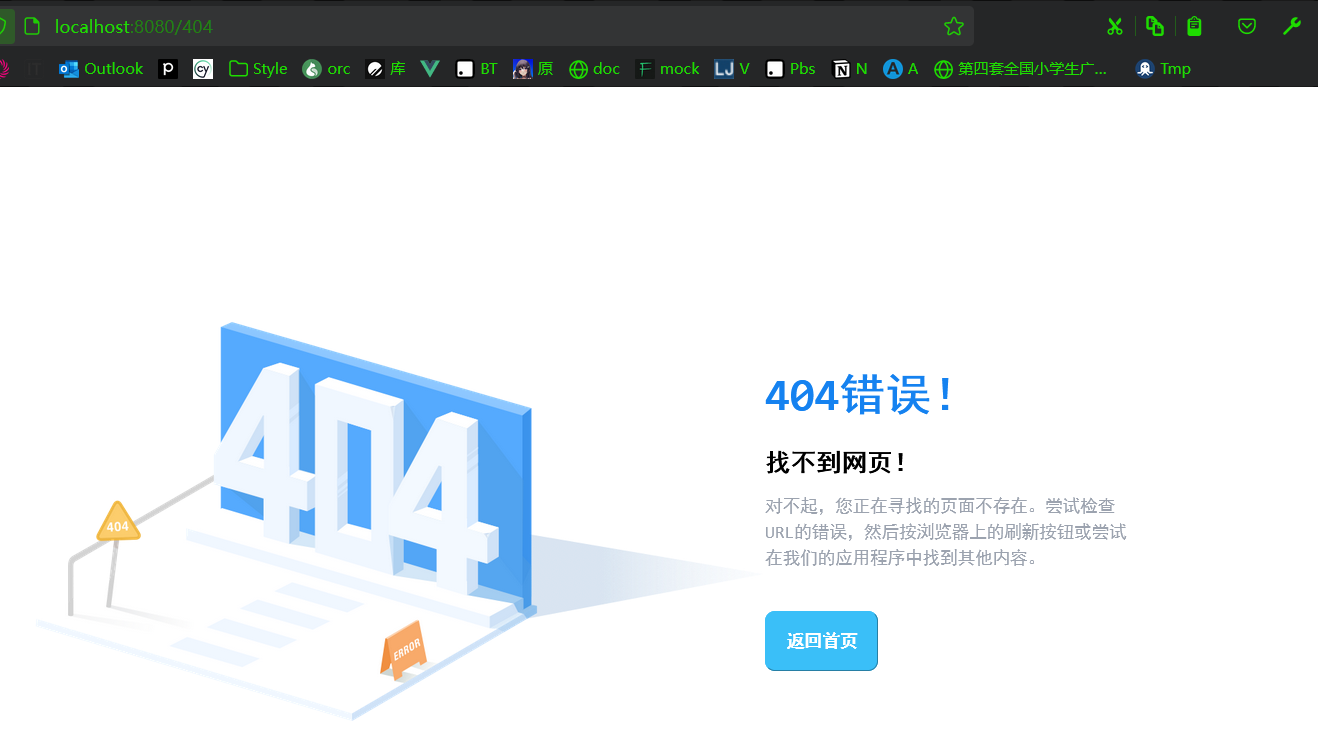 localhost:8080/404
IT
Outlook
P
cy
Style
orc
库
BT
原
doc
mock
LJ V
Pbs
N
A
第四套全国小学生广...
Tmp
404
404
ERROR
404错误！
找不到网页！
对不起，您正在寻找的页面不存在。尝试检查
URL的错误，然后按浏览器上的刷新按钮或尝试
在我们的应用程序中找到其他内容。
返回首页